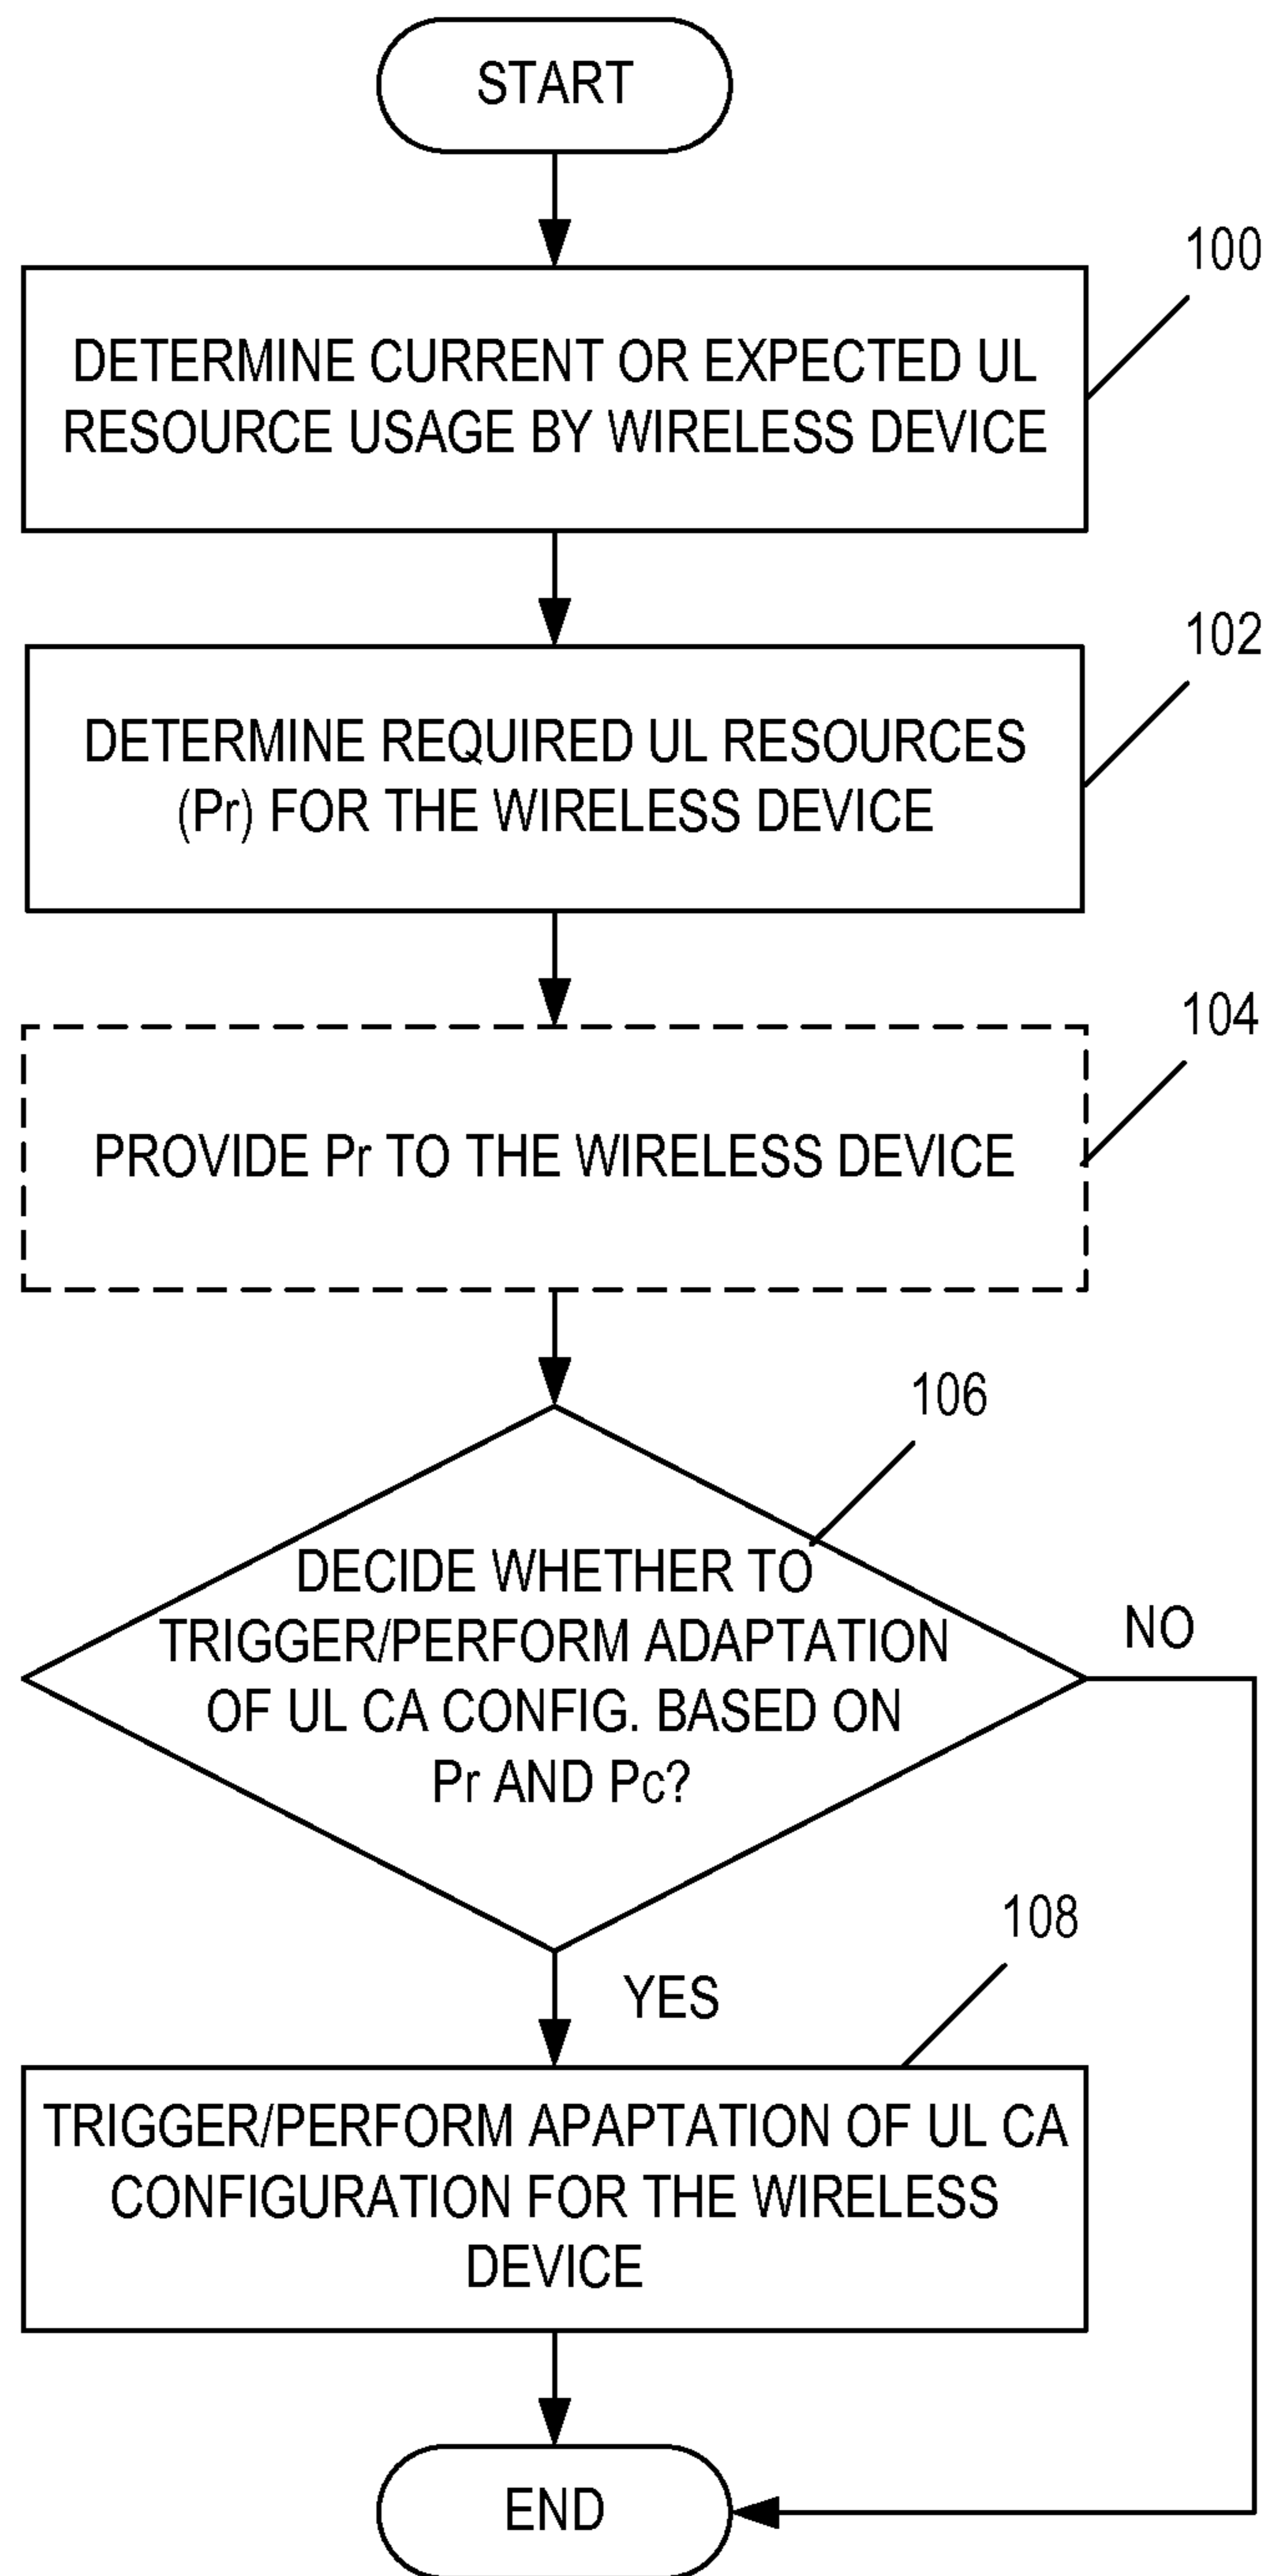 START
100
DETERMINE CURRENT OR EXPECTED UL
RESOURCE USAGE BY WIRELESS DEVICE
102
DETERMINE REQUIRED UL RESOURCES
(Pr) FOR THE WIRELESS DEVICE
104
PROVIDE Pr TO THE WIRELESS DEVICE
106
DECIDE WHETHER TO
TRIGGER/PERFORM ADAPTATION
OF UL CA CONFIG. BASED ON
Pr AND Pc?
NO
YES
108
TRIGGER/PERFORM APAPTATION OF UL CA
CONFIGURATION FOR THE WIRELESS
DEVICE
END